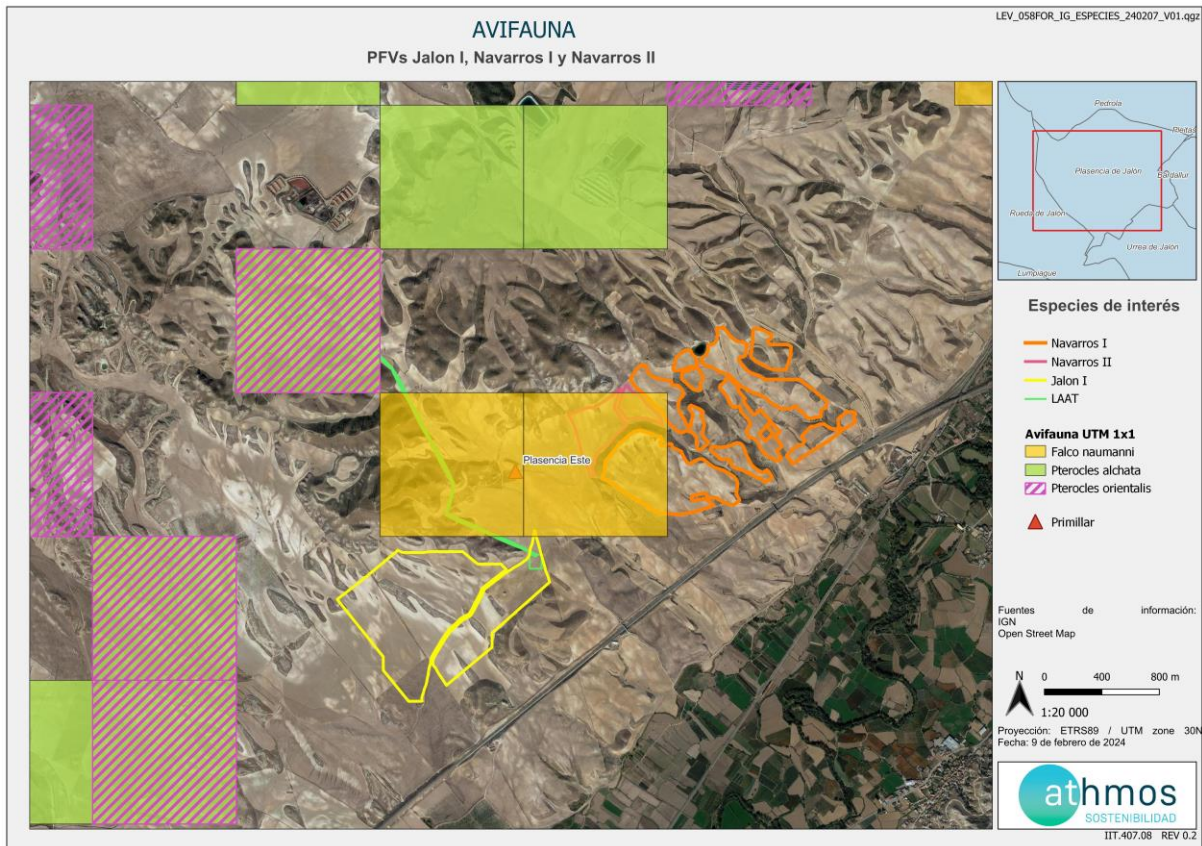 LEV_058FOR_IG_ESPECIES_240207_V01.qgz
AVIFAUNA
PFVs Jalon I, Navarros I y Navarros II
Plasencia Este
Pedrola
Pleitas
Plasencia de Jalón
Bardallur
Rueda de Jalón
Urrea de Jalón
Lumpiaque
Especies de interés
Navarros I
Navarros II
Jalon I
LAAT
Avifauna UTM 1x1
Falco naumanni
Pterocles alchata
Pterocles orientalis
Primillar
Fuentes de información:
IGN
Open Street Map
N 0 400 800 m
1:20 000
Proyección: ETRS89 / UTM zone 30N
Fecha: 9 de febrero de 2024
athmos
SOSTENIBILIDAD
IIT.407.08 REV 0.2